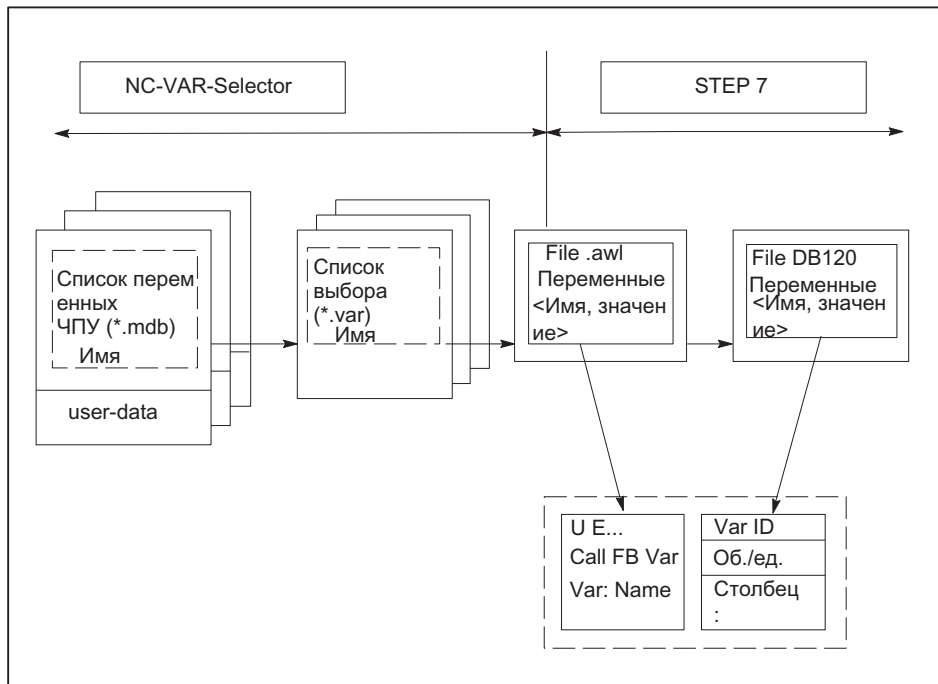 NC-VAR-Selector
STEP 7
Список перем
енных
ЧПУ (*.mdb)
Имя
user-data
Список
выбора
(*.var)
Имя
File .awl
Переменные
<Имя, значен
ие>
File DB120
Переменные
<Имя, значен
ие>
U E...
Call FB Var
Var: Name
Var ID
Об./ед.
Столбец
: